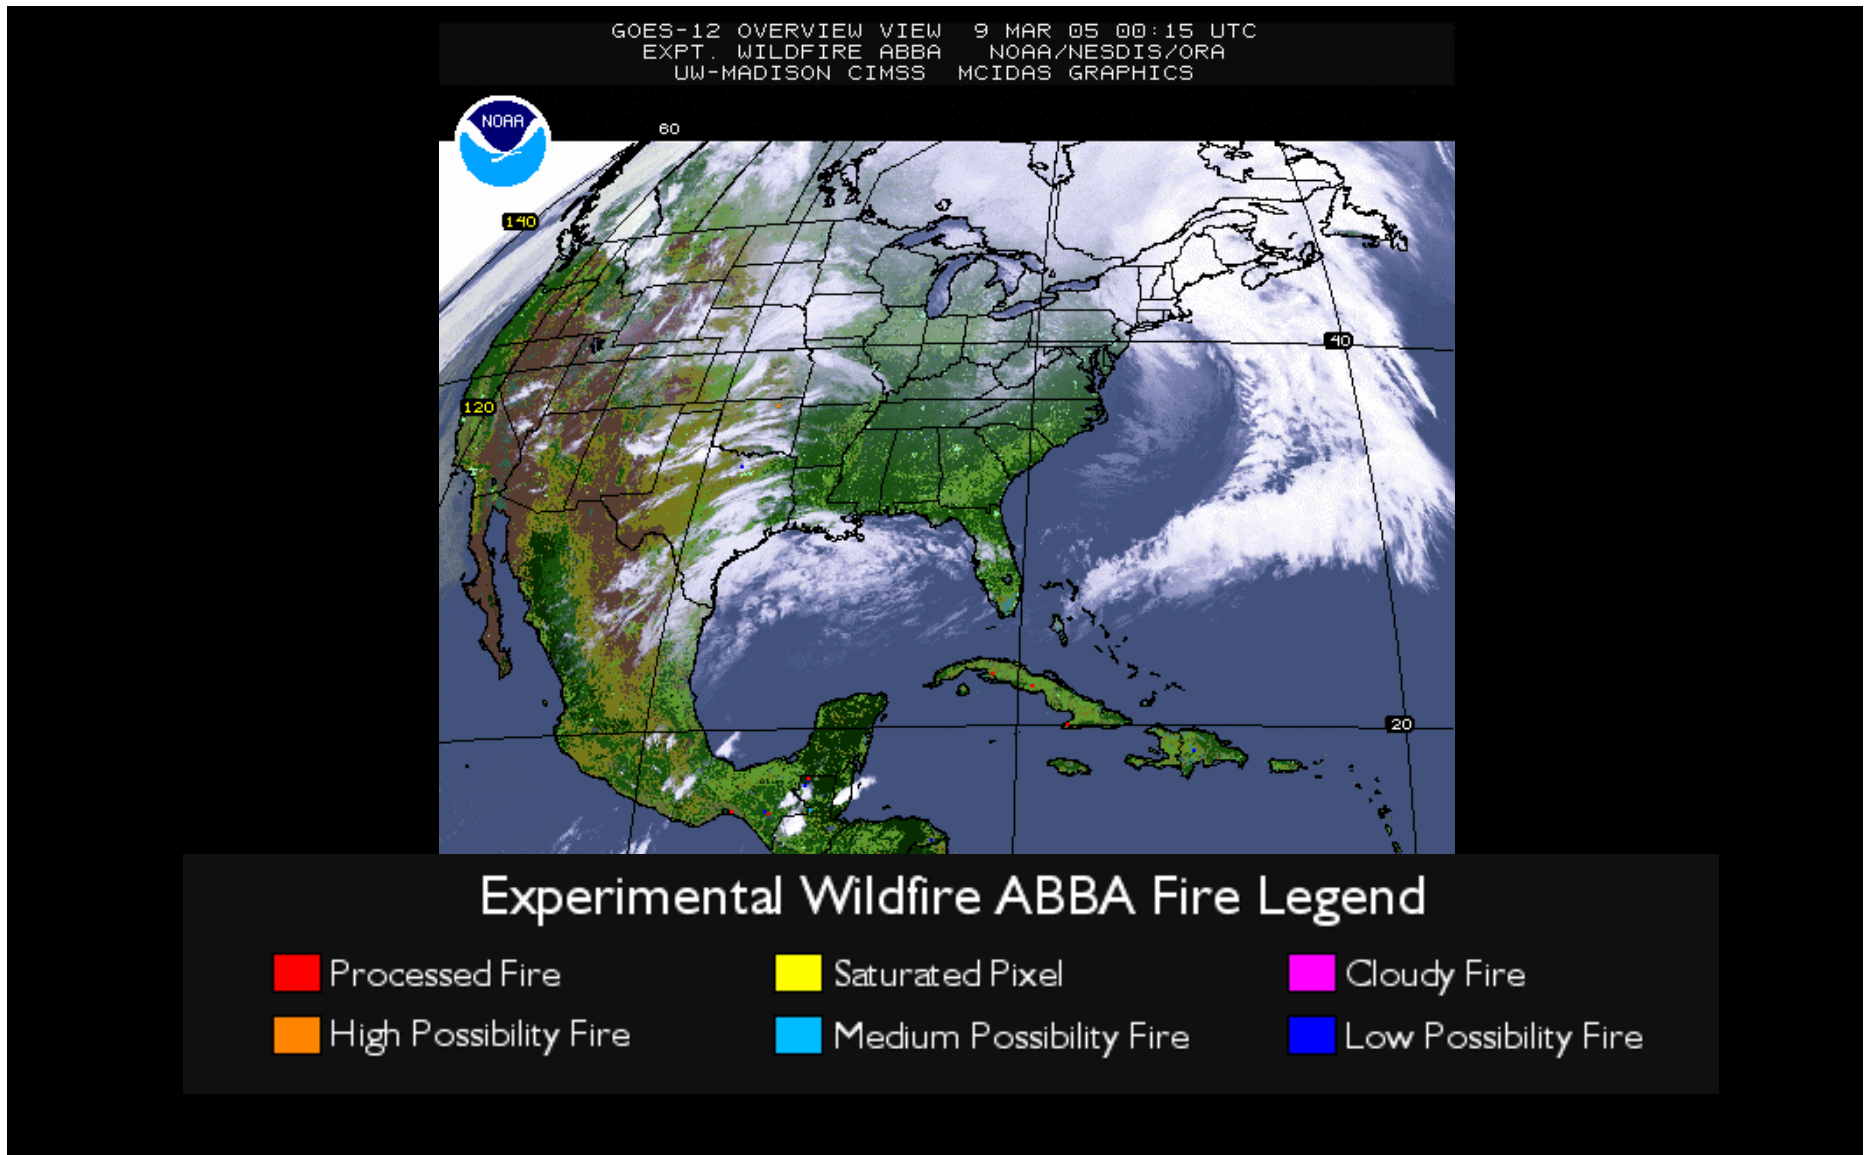 GOES-12 OVERVIEW VIEW 9 MAR 05 00:15 UTC
EXPT. WILDFIRE ABBA NOAA/NESDIS/ORA
UW-MADISON CIMSS MCIDAS GRAPHICS
NOAA
60
140
40
120
20
Experimental Wildfire ABBA Fire Legend
Processed Fire
Saturated Pixel
Cloudy Fire
High Possibility Fire
Medium Possibility Fire
Low Possibility Fire